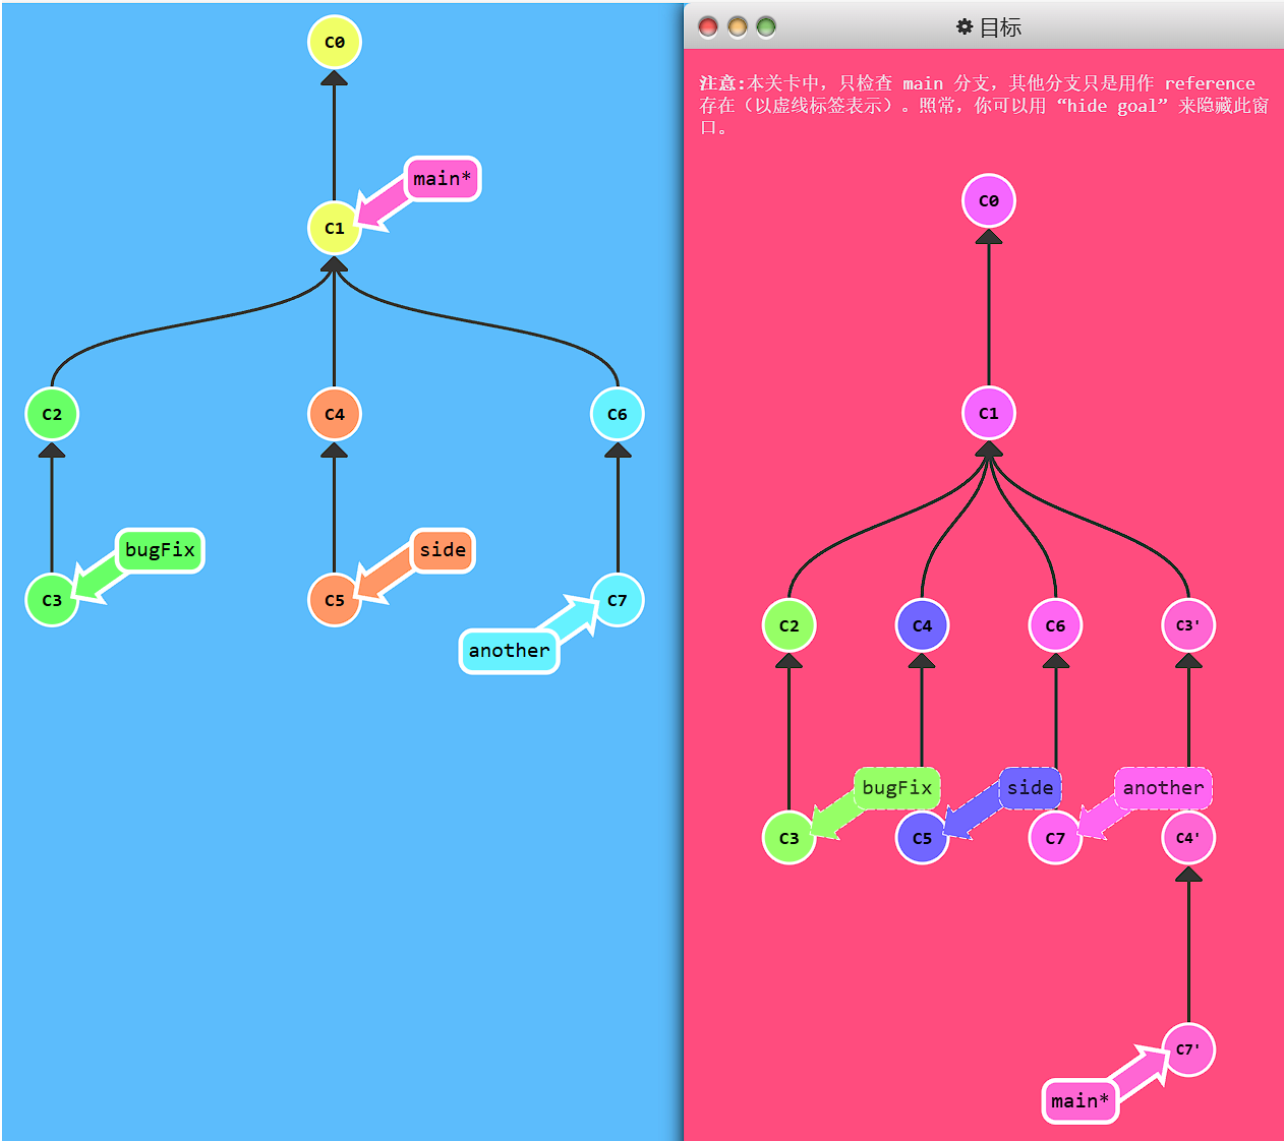 C0
main*
C1
C2
C4
C6
bugFix
side
C3
C5
C7
another
目标
注意:本关卡中，只检查 main 分支，其他分支只是用作 reference
存在（以虚线标签表示）。照常，你可以用 “hide goal” 来隐藏此窗
口。
C0
C1
C2
C4
C6
C3'
bugFix
side
another
C3
C5
C7
C4'
C7'
main*